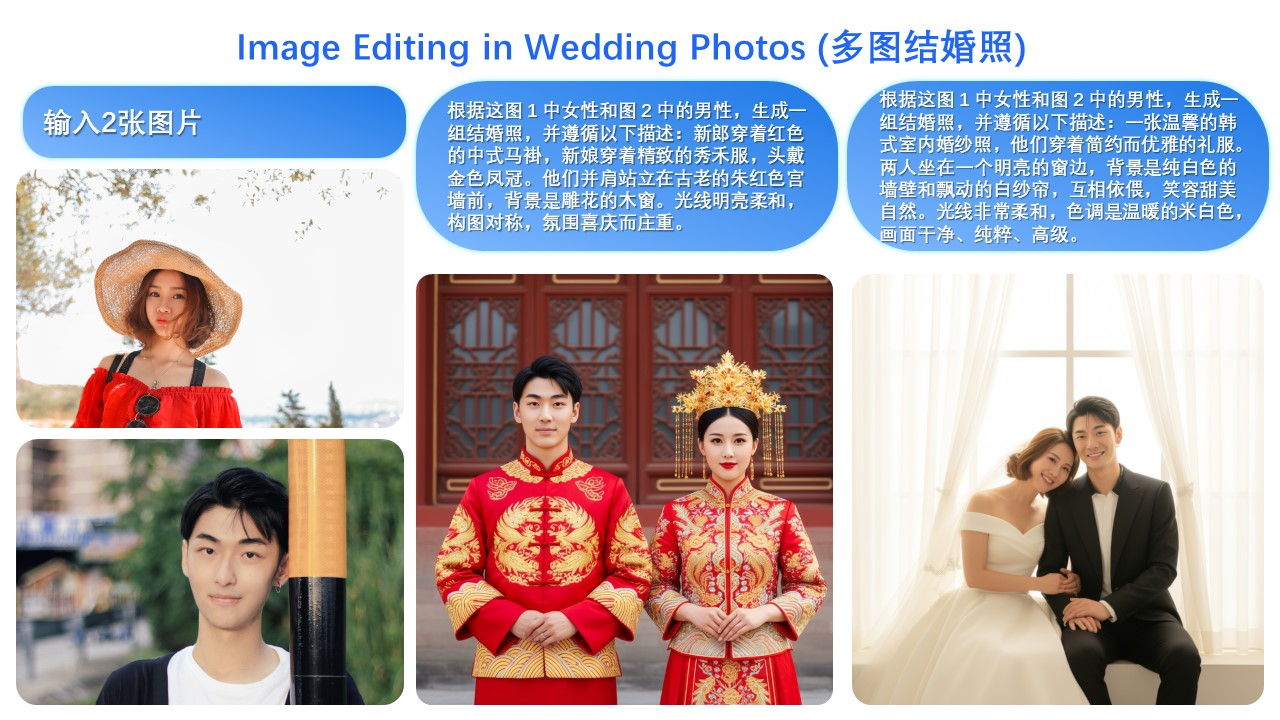 Image Editing in Wedding Photos (多图结婚照)
输入2张图片
根据这图1中女性和图2中的男性，生成一
组结婚照，并遵循以下描述：新郎穿着红色
的中式马褂，新娘穿着精致的秀禾服，头戴
金色凤冠。他们并肩站立在古老的朱红色宫
墙前，背景是雕花的木窗。光线明亮柔和，
构图对称，氛围喜庆而庄重。
根据这图1中女性和图2中的男性，生成一
组结婚照，并遵循以下描述：一张温馨的韩
式室内婚纱照，他们穿着简约而优雅的礼服。
两人坐在一个明亮的窗边，背景是纯白色的
墙壁和飘动的白纱帘，互相依偎，笑容甜美
自然。光线非常柔和，色调是温暖的米白色，
画面干净、纯粹、高级。